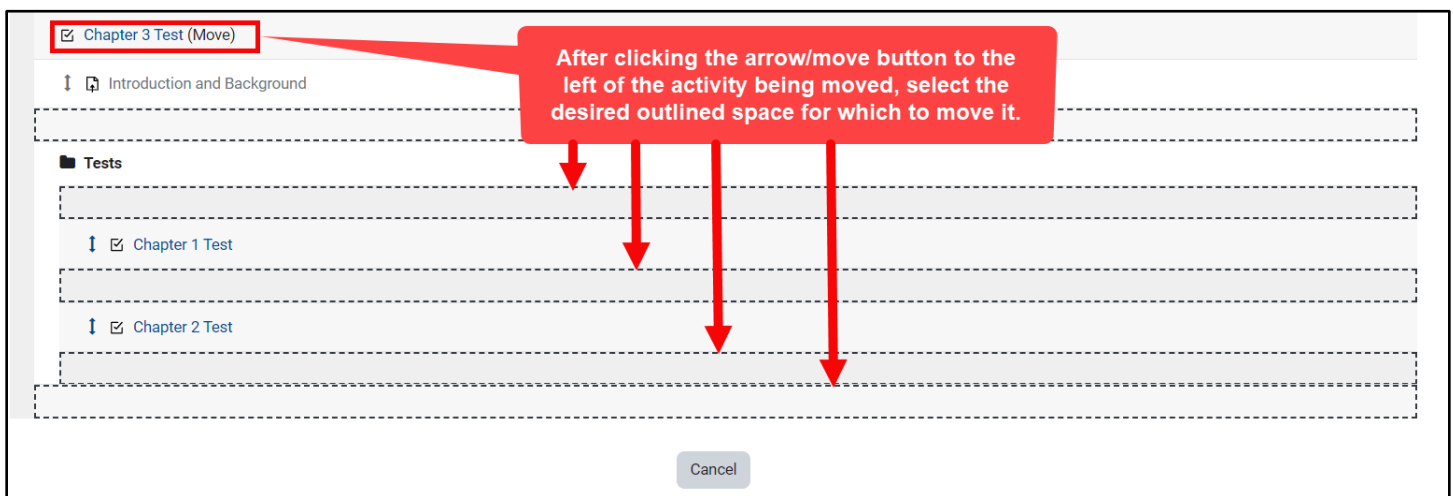 Chapter 3 Test (Move)
After clicking the arrow/move button to the
left of the activity being moved, select the
desired outlined space for which to move it.
Introduction and Background
Tests
Chapter 1 Test
Chapter 2 Test
Cancel